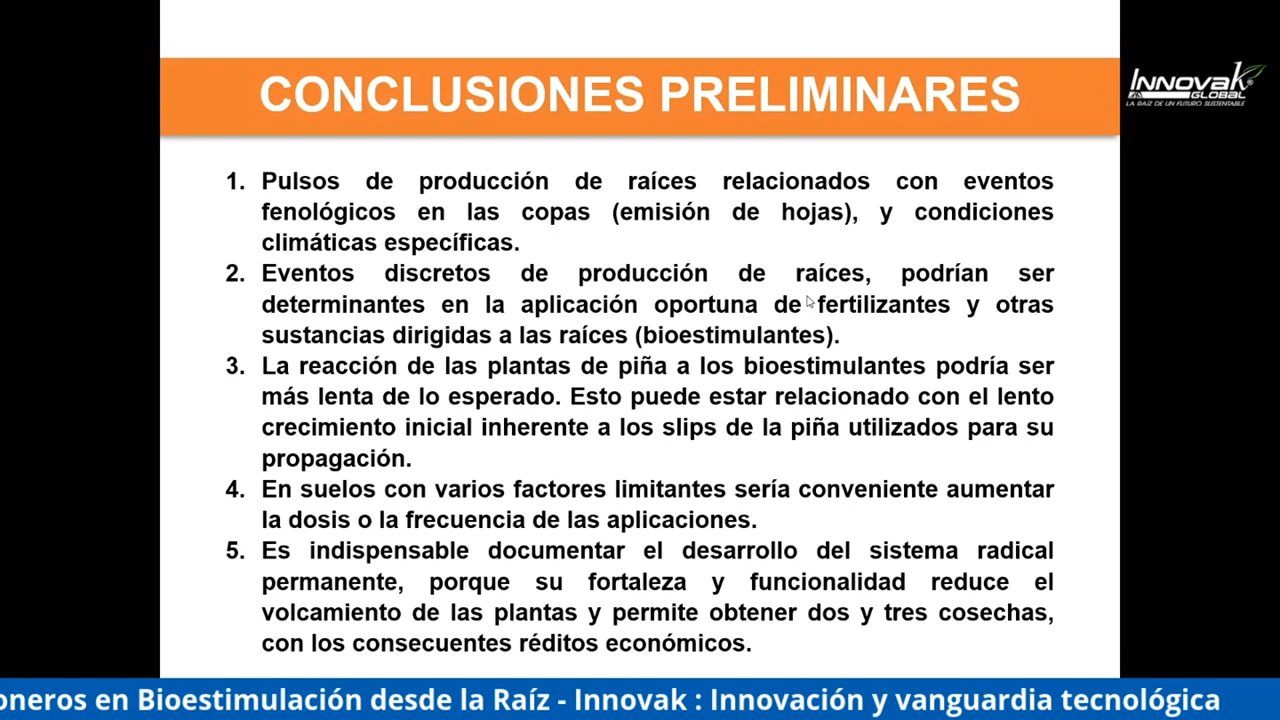 CONCLUSIONES PRELIMINARES
Innovak
GLOBAL
LA RAÍZ DE UN FUTURO SUSTENTABLE
1. Pulsos de producción de raíces relacionados con eventos
fenológicos en las copas (emisión de hojas), y condiciones
climáticas específicas.
2. Eventos discretos de producción de raíces, podrían ser
determinantes en la aplicación oportuna de fertilizantes y otras
sustancias dirigidas a las raíces (bioestimulantes).
3. La reacción de las plantas de piña a los bioestimulantes podría ser
más lenta de lo esperado. Esto puede estar relacionado con el lento
crecimiento inicial inherente a los slips de la piña utilizados para su
propagación.
4. En suelos con varios factores limitantes sería conveniente aumentar
la dosis o la frecuencia de las aplicaciones.
5. Es indispensable documentar el desarrollo del sistema radical
permanente, porque su fortaleza y funcionalidad reduce el
volcamiento de las plantas y permite obtener dos y tres cosechas,
con los consecuentes réditos económicos.
oneros en Bioestimulación desde la Raíz - Innovak : Innovación y vanguardia tecnológica